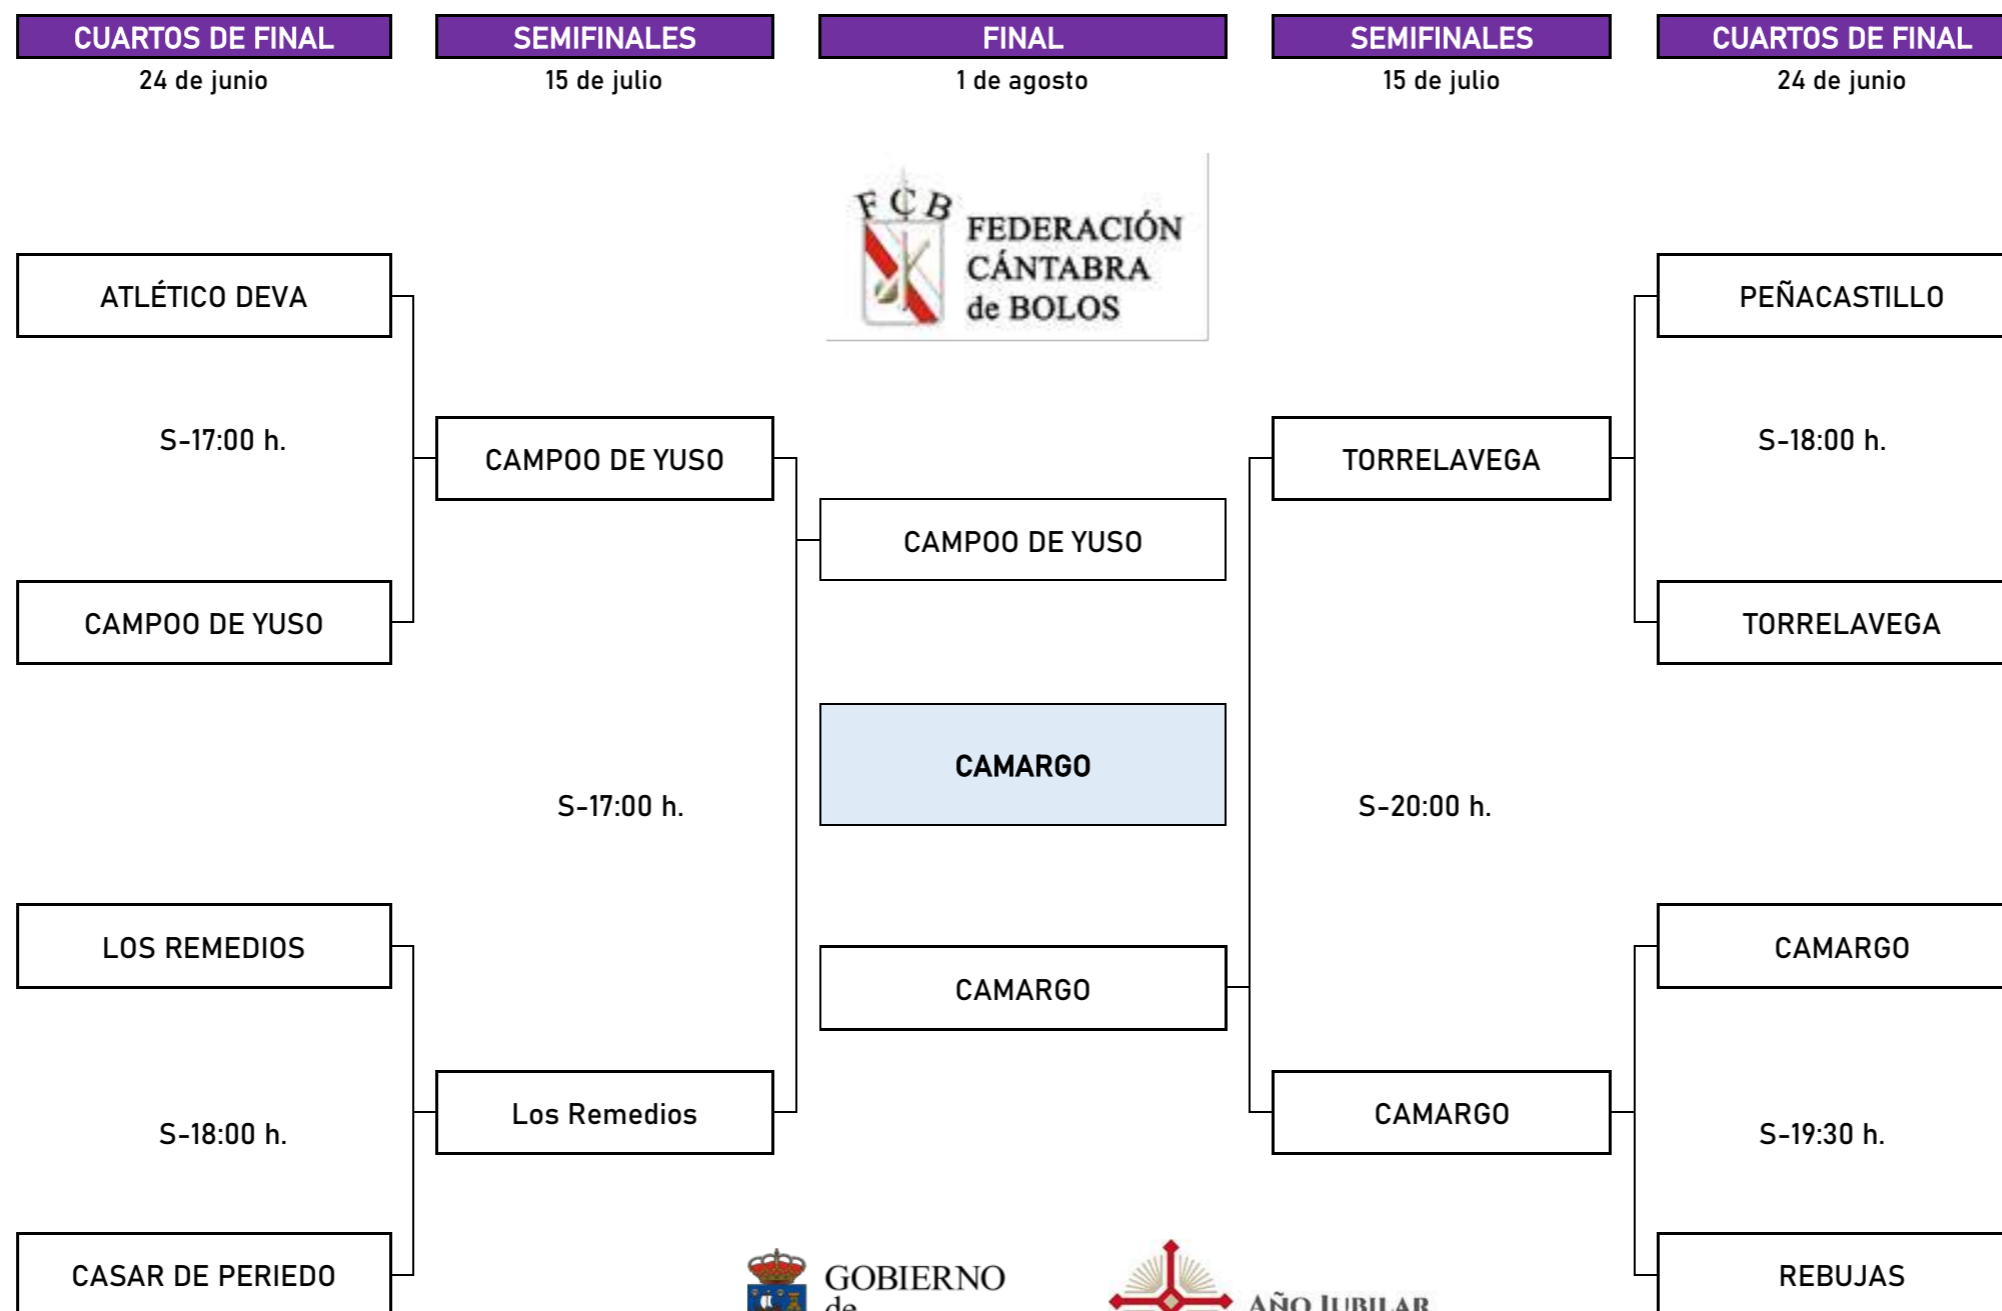 CUARTOS DE FINAL
SEMIFINALES
FINAL
SEMIFINALES
CUARTOS DE FINAL
24 de junio
15 de julio
1 de agosto
15 de julio
24 de junio
FCB
FEDERACIÓN
CÁNTABRA
de BOLOS
ATLÉTICO DEVA
PEÑACASTILLO
S-17:00 h.
CAMPOO DE YUSO
TORRELAVEGA
S-18:00 h.
CAMPOO DE YUSO
CAMPOO DE YUSO
TORRELAVEGA
CAMARGO
S-17:00 h.
S-20:00 h.
LOS REMEDIOS
CAMARGO
CAMARGO
S-18:00 h.
Los Remedios
CAMARGO
S-19:30 h.
CASAR DE PERIEDO
GOBIERNO
de
AÑO JUBILAR
REBUJAS